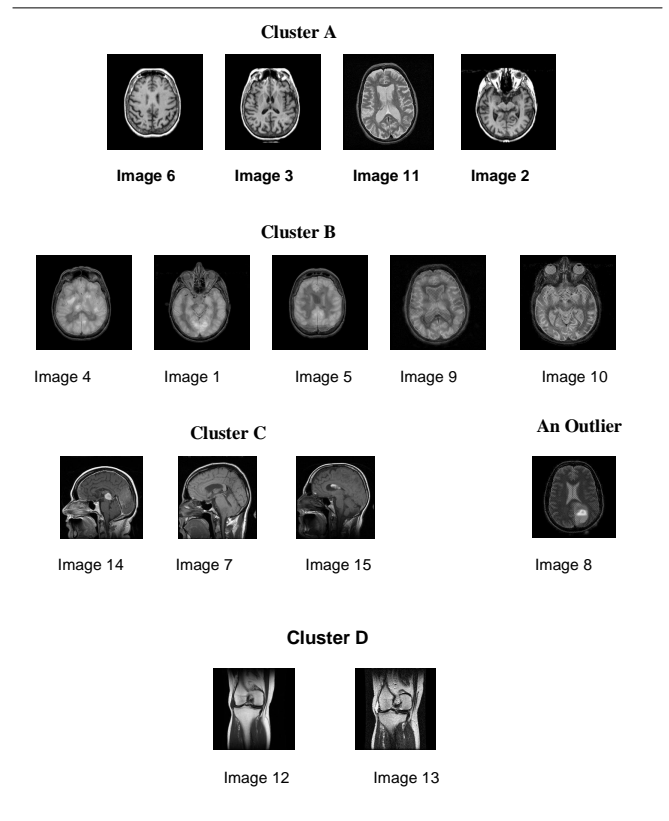 Cluster A
Image 6 Image 3 Image 11 Image 2
Cluster B
Image 4 Image 1 Image 5 Image 9 Image 10
Cluster C An Outlier
Image 14 Image 7 Image 15 Image 8
Cluster D
Image 12 Image 13